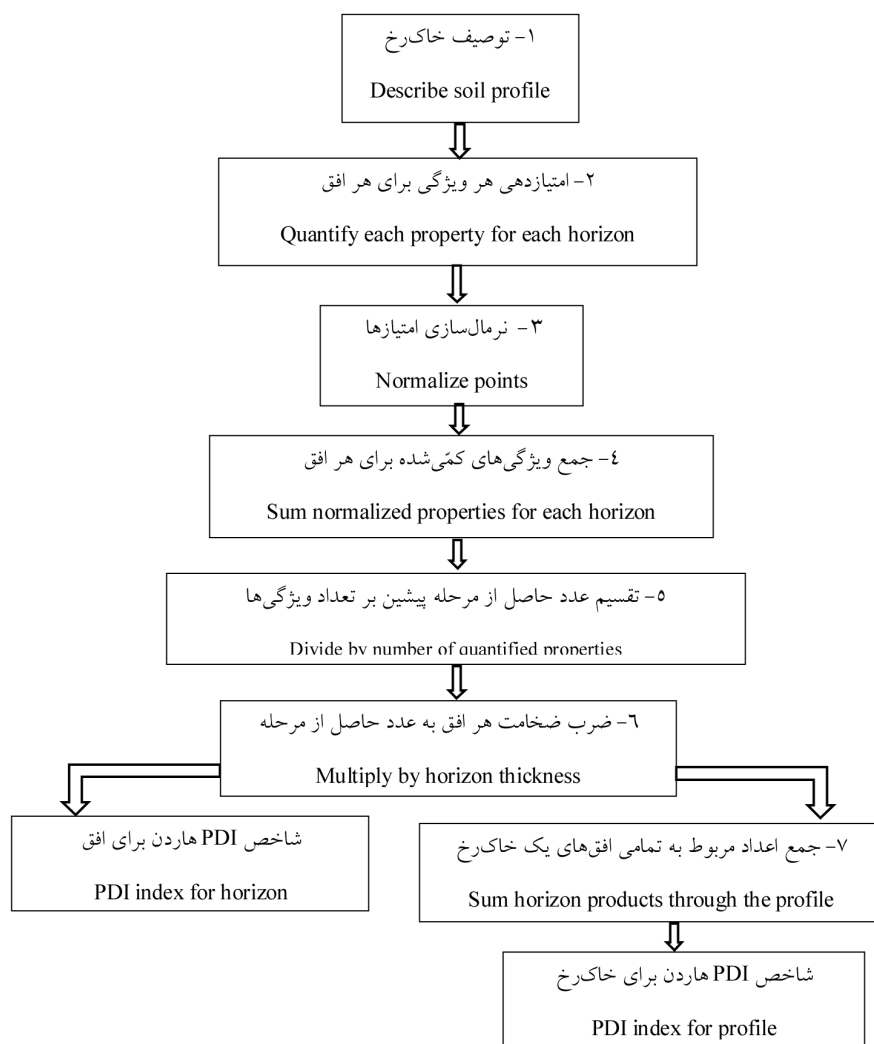 ۱- توصیف خاک‌رخ
Describe soil profile
۲- امتیازدهی هر ویژگی برای هر افق
Quantify each property for each horizon
۳- نرمال‌سازی امتیازها
Normalize points
٤- جمع ویژگی‌های کمّی‌شده برای هر افق
Sum normalized properties for each horizon
٥- تقسیم عدد حاصل از مرحله پیشین بر تعداد ویژگی‌ها
Divide by number of quantified properties
٦- ضرب ضخامت هر افق به عدد حاصل از مرحله
Multiply by horizon thickness
شاخص PDI هاردن برای افق
PDI index for horizon
۷- جمع اعداد مربوط به تمامی افق‌های یک خاک‌رخ
Sum horizon products through the profile
شاخص PDI هاردن برای خاک‌رخ
PDI index for profile